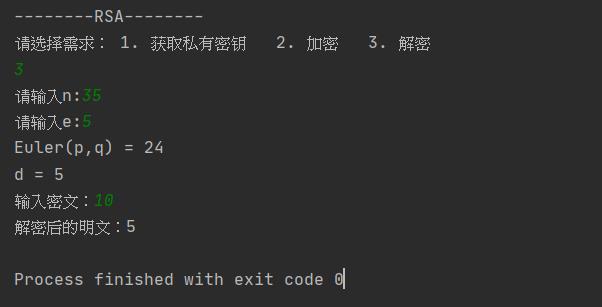 --------RSA--------
请选择需求： 1. 获取私有密钥   2. 加密   3. 解密
3
请输入n:35
请输入e:5
Euler(p,q) = 24
d = 5
输入密文：10
解密后的明文：5
Process finished with exit code 0